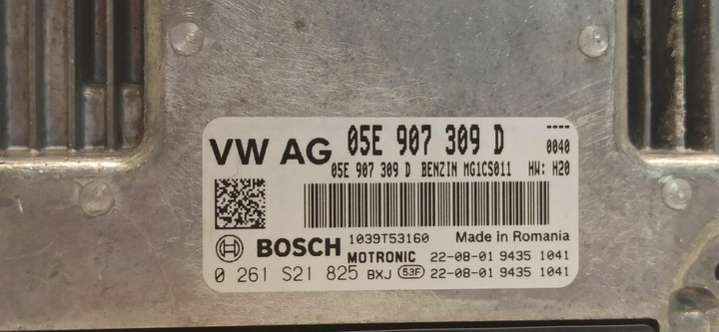 VW AG 05E 907 309 D ----
0040
05E 907 309 D BENZIN MG1CS011 HW: H20
BOSCH 1039T53160 Made in Romania
MOTRONIC 22-08-01 9435 1041
0 261 S21 825 BXJ 53F 22-08-01 9435 1041